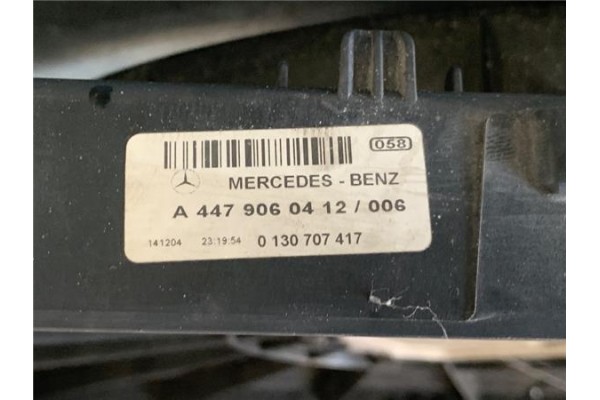 058
MERCEDES - BENZ
A 447 906 04 12 / 006
141204 23:19:54 0 130 707 417